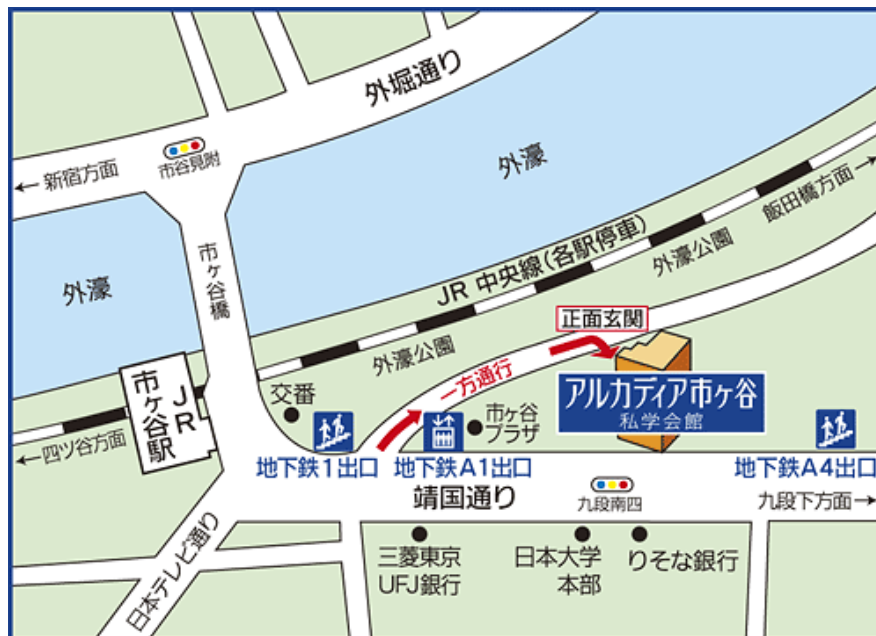 外堀通り
市谷見附
←新宿方面
外濠
飯田橋方面→
市ヶ谷橋
外濠
JR 中央線(各駅停車)
外濠公園
正面玄関
外濠公園
一方通行
アルカディア市ヶ谷
私学会館
JR
市ヶ谷駅
交番
市ヶ谷
プラザ
←四ツ谷方面
地下鉄1出口
地下鉄A1出口
地下鉄A4出口
靖国通り
九段南四
九段下方面→
日本テレビ通り
三菱東京
UFJ銀行
日本大学
本部
りそな銀行